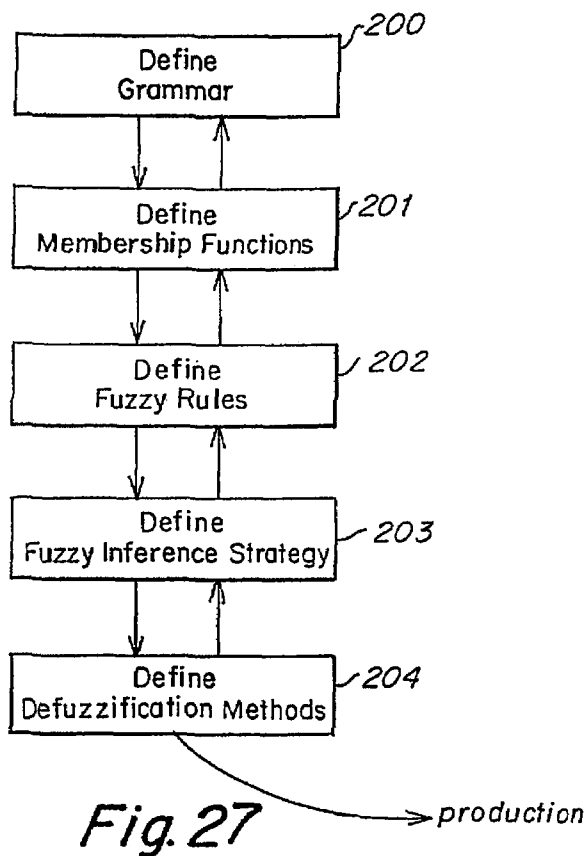 200
Define
Grammar
201
Define
Membership Functions
202
Define
Fuzzy Rules
203
Define
Fuzzy Inference Strategy
204
Define
Defuzzification Methods
production
Fig. 27